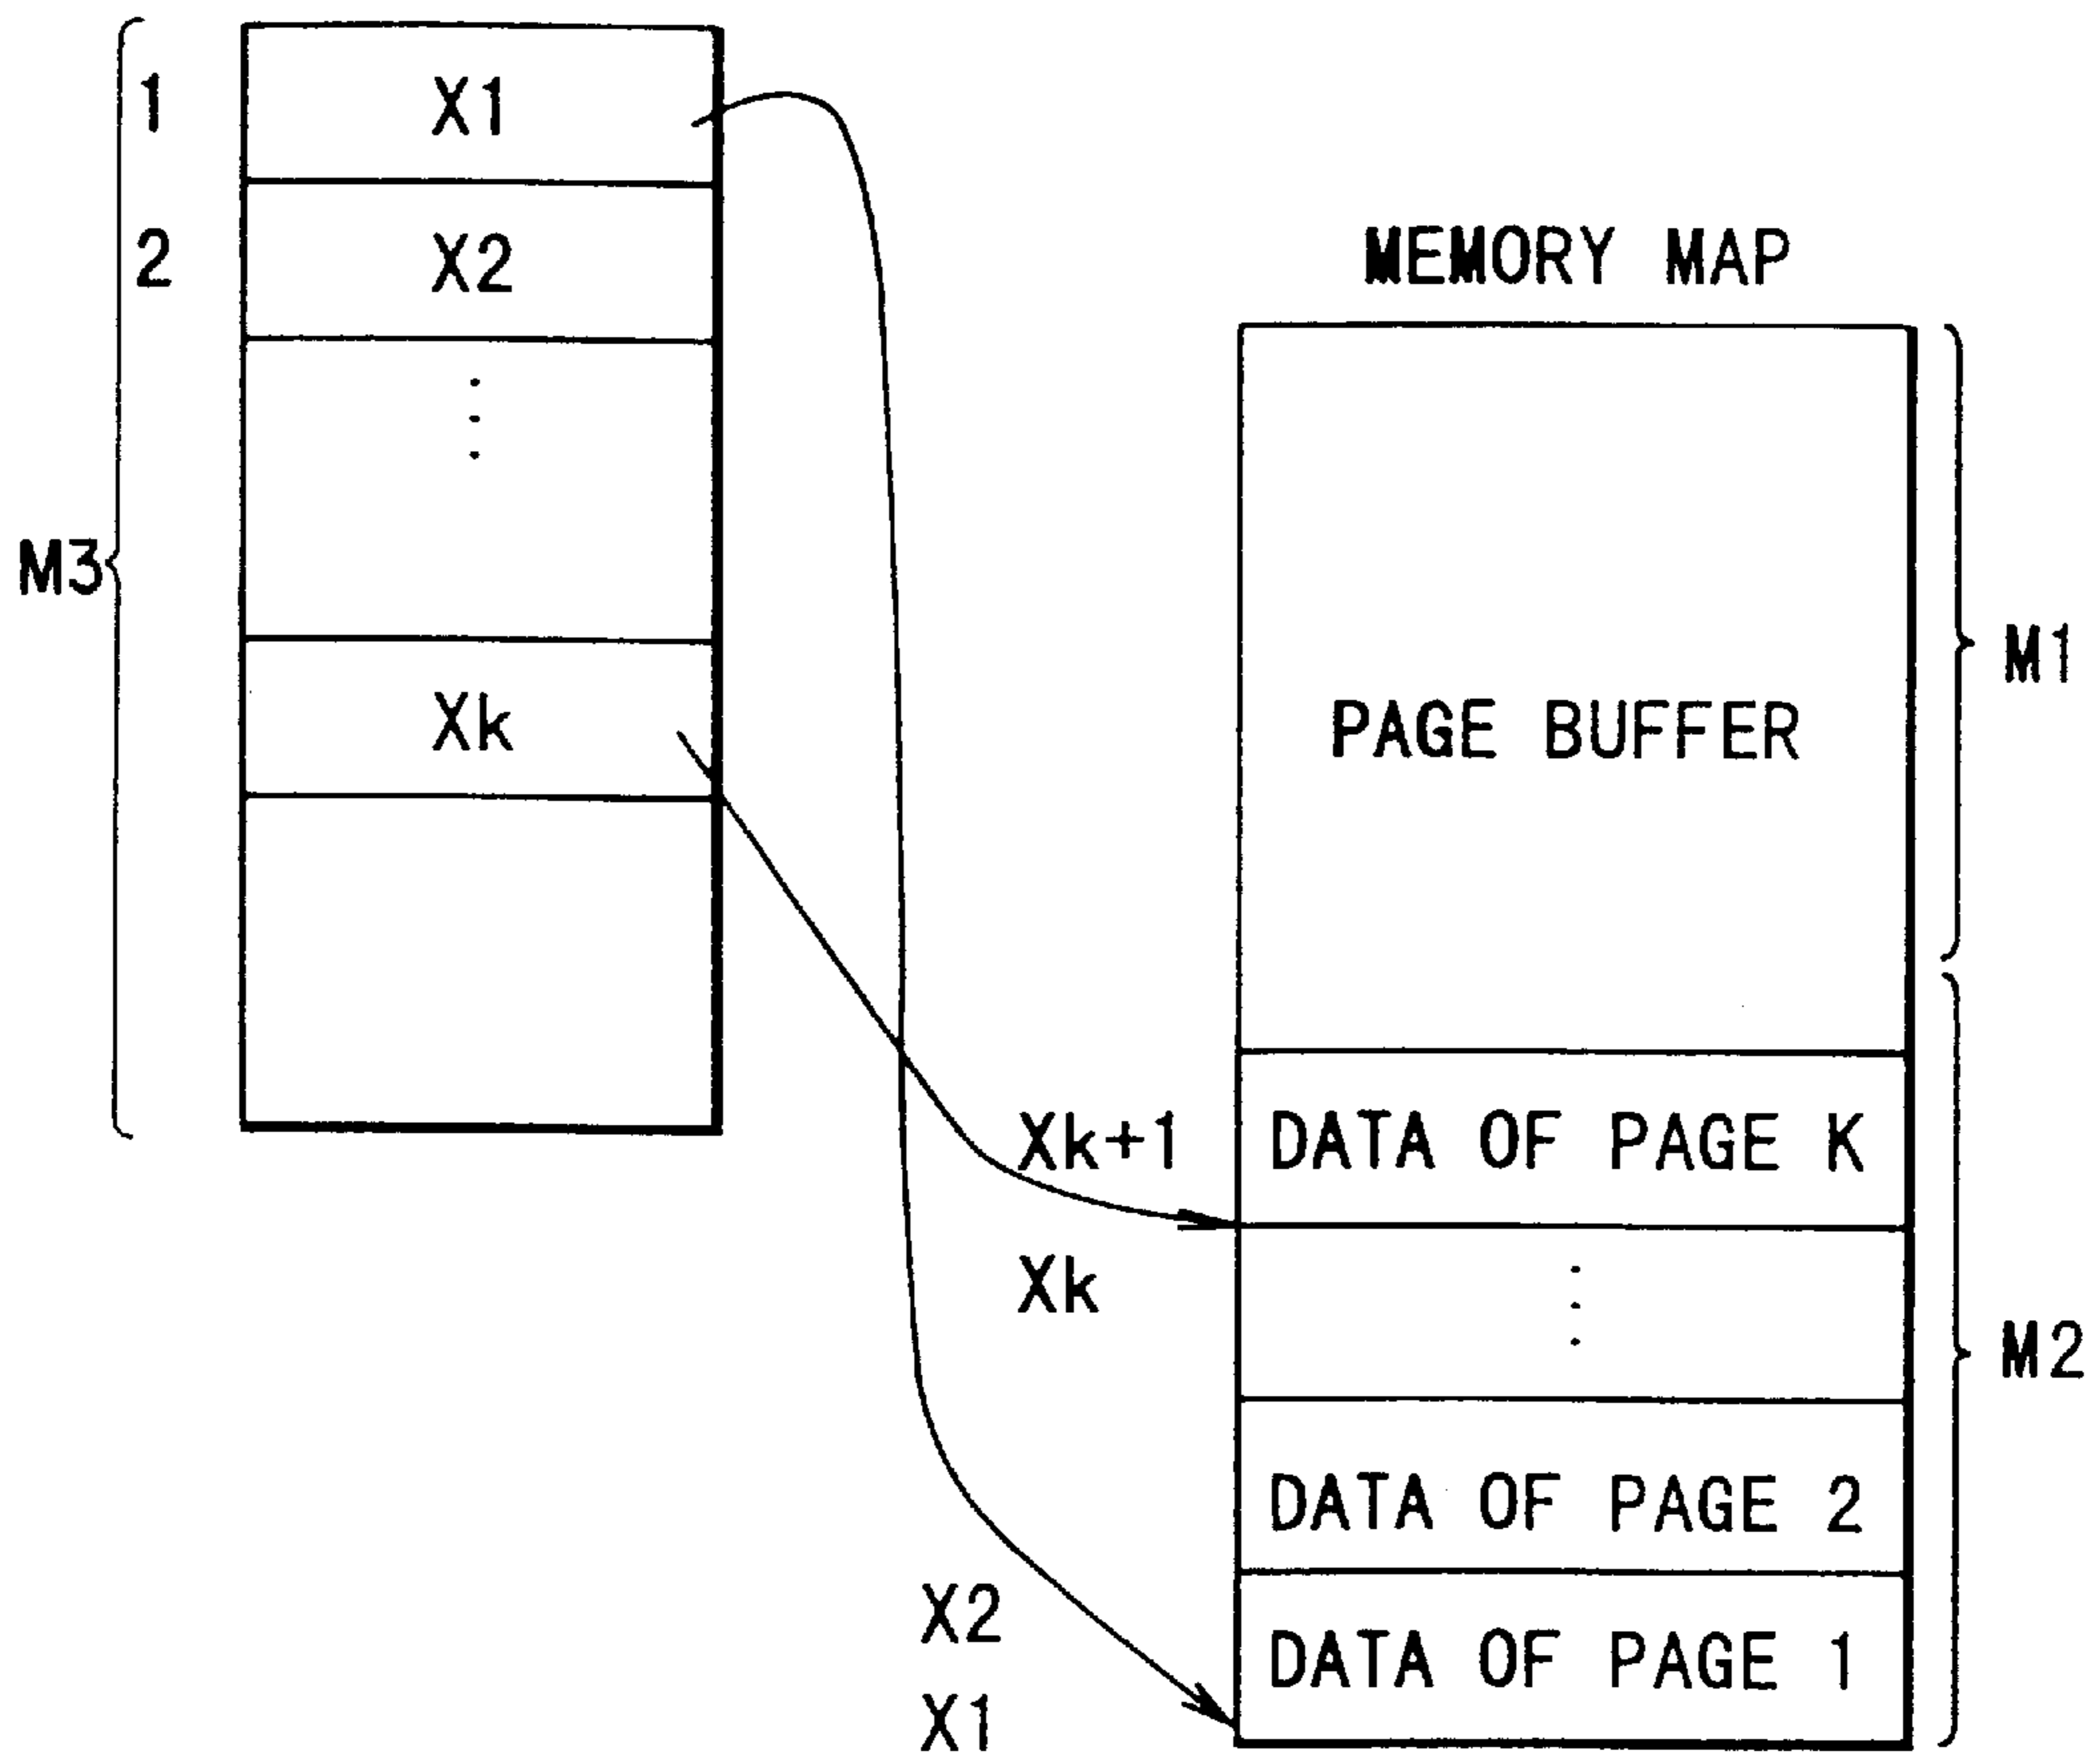 1
X1
2
X2
M3
Xk
MEMORY MAP
PAGE BUFFER
M1
Xk+1
DATA OF PAGE K
Xk
M2
DATA OF PAGE 2
X2
DATA OF PAGE 1
X1